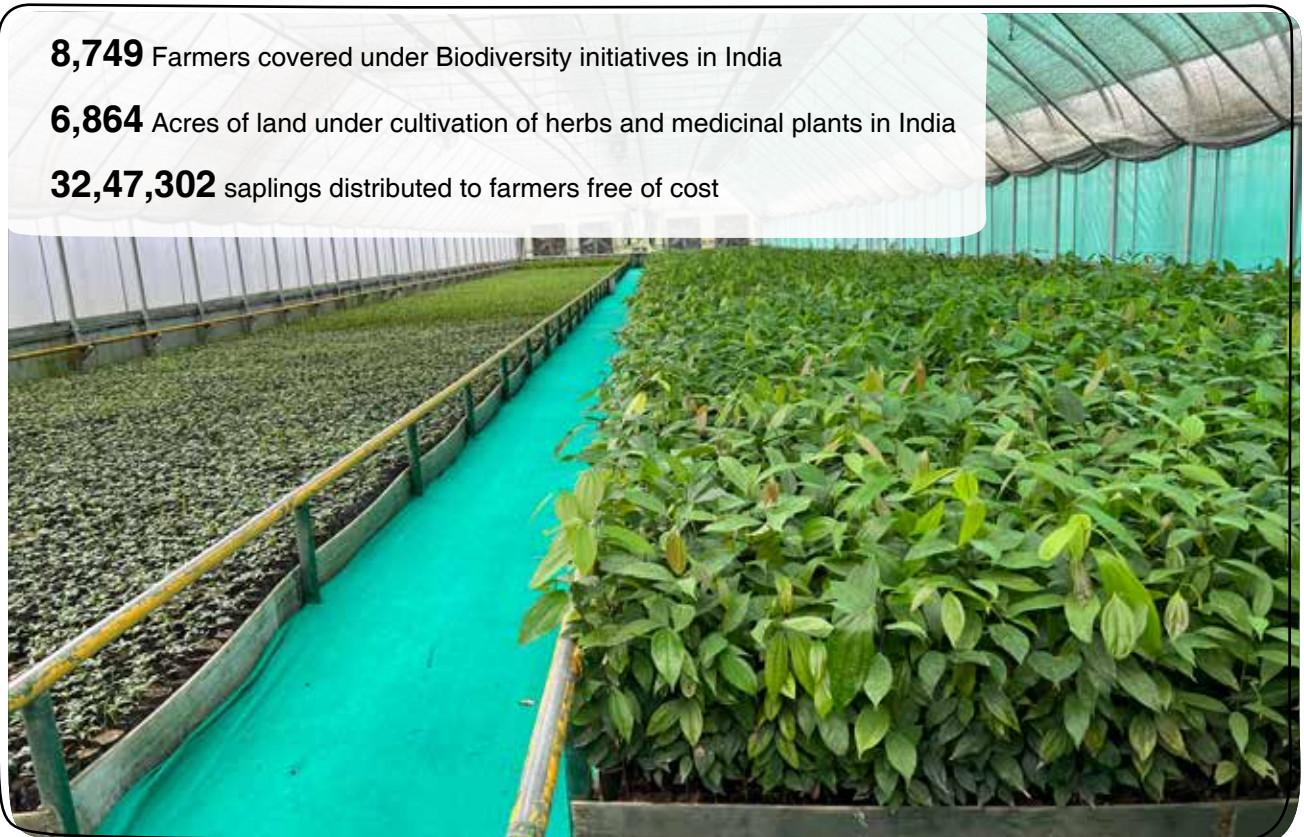 8,749 Farmers covered under Biodiversity initiatives in India
6,864 Acres of land under cultivation of herbs and medicinal plants in India
32,47,302 saplings distributed to farmers free of cost